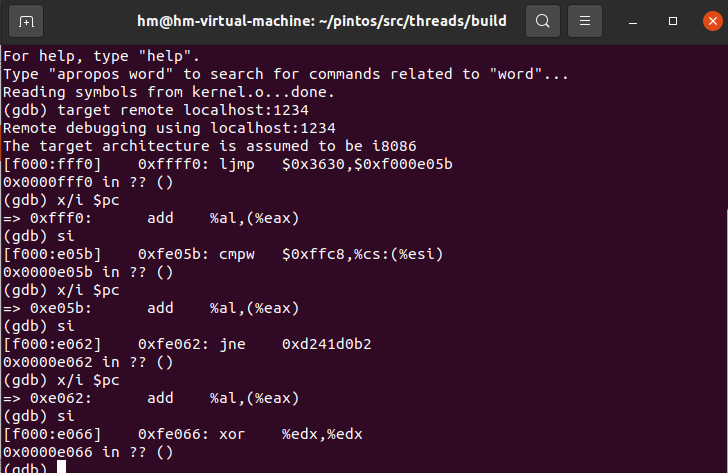 hm@hm-virtual-machine: ~/pintos/src/threads/build
For help, type "help".
Type "apropos word" to search for commands related to "word"...
Reading symbols from kernel.o...done.
(gdb) target remote localhost:1234
Remote debugging using localhost:1234
The target architecture is assumed to be i8086
[f000:fff0]    0xffff0: ljmp   $0x3630,$0xf000e05b
0x0000fff0 in ?? ()
(gdb) x/i $pc
=> 0xfff0:      add    %al,(%eax)
(gdb) si
[f000:e05b]    0xfe05b: cmpw   $0xffc8,%cs:(%esi)
0x0000e05b in ?? ()
(gdb) x/i $pc
=> 0xe05b:      add    %al,(%eax)
(gdb) si
[f000:e062]    0xfe062: jne    0xd241d0b2
0x0000e062 in ?? ()
(gdb) x/i $pc
=> 0xe062:      add    %al,(%eax)
(gdb) si
[f000:e066]    0xfe066: xor    %edx,%edx
0x0000e066 in ?? ()
(gdb)